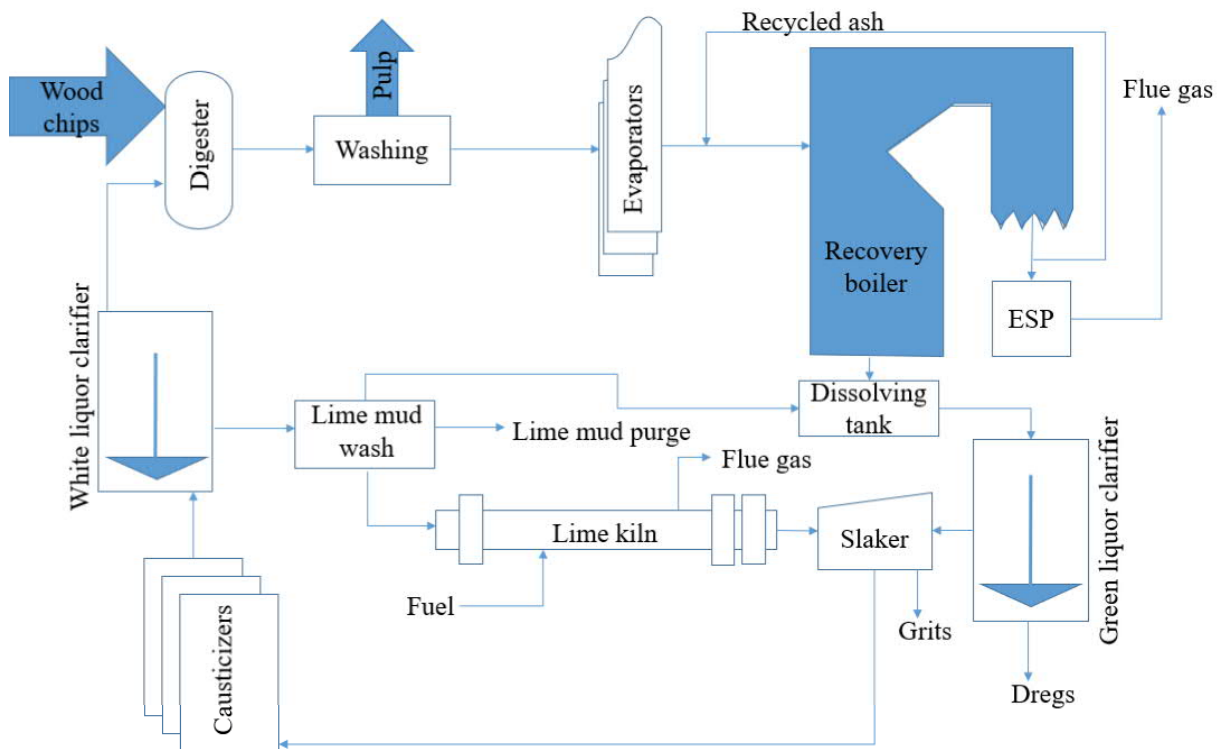 Recycled ash
Wood
chips
Digester
Pulp
Washing
Evaporators
Flue gas
Recovery
boiler
ESP
White liquor clarifier
Lime mud
wash
Lime mud purge
Dissolving
tank
Flue gas
Lime kiln
Slaker
Green liquor clarifier
Fuel
Grits
Causticizers
Dregs